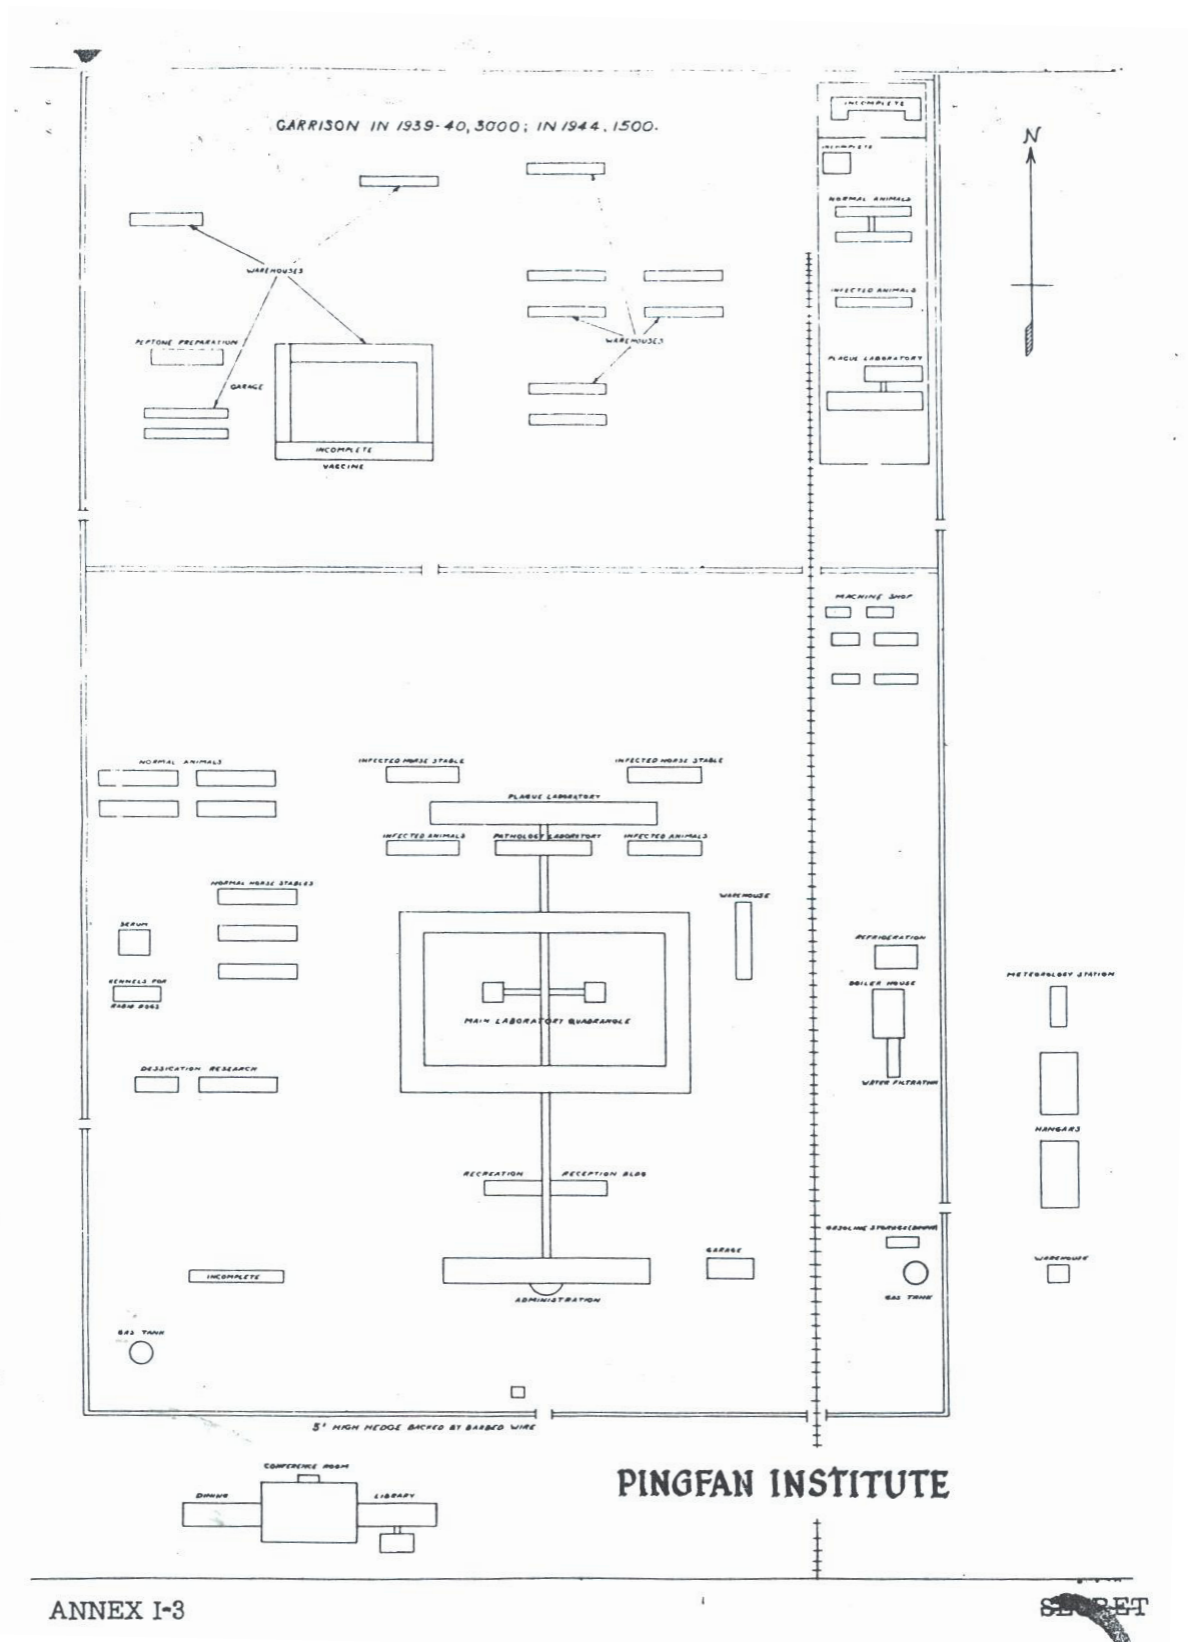 GARRISON IN 1939-40, 3000; IN 1944, 1500.
N
INCOMPLETE
INCOMPLETE
NORMAL ANIMALS
WAREHOUSES
INFECTED ANIMALS
PEPTONE PREPARATION
WAREHOUSES
PLAGUE LABORATORY
GARAGE
INCOMPLETE
VACCINE
MACHINE SHOP
NORMAL ANIMALS
INFECTED HORSE STABLE
INFECTED HORSE STABLE
PLAGUE LABORATORY
INFECTED ANIMALS
PATHOLOGY LABORATORY
INFECTED ANIMALS
NORMAL HORSE STABLES
WAREHOUSE
SERUM
REFRIGERATION
KENNELS FOR
RABID DOGS
BOILER HOUSE
METEOROLOGY STATION
MAIN LABORATORY QUADRANGLE
DESSICATION RESEARCH
WATER FILTRATION
HANGARS
RECREATION
RECEPTION BLDG
GASOLINE STORAGE
GARAGE
WAREHOUSE
INCOMPLETE
ADMINISTRATION
GAS TANK
GAS TANK
5' HIGH HEDGE BACKED BY BARBED WIRE
CONFERENCE ROOM
DINING
LIBRARY
PINGFAN INSTITUTE
ANNEX I-3
SECRET